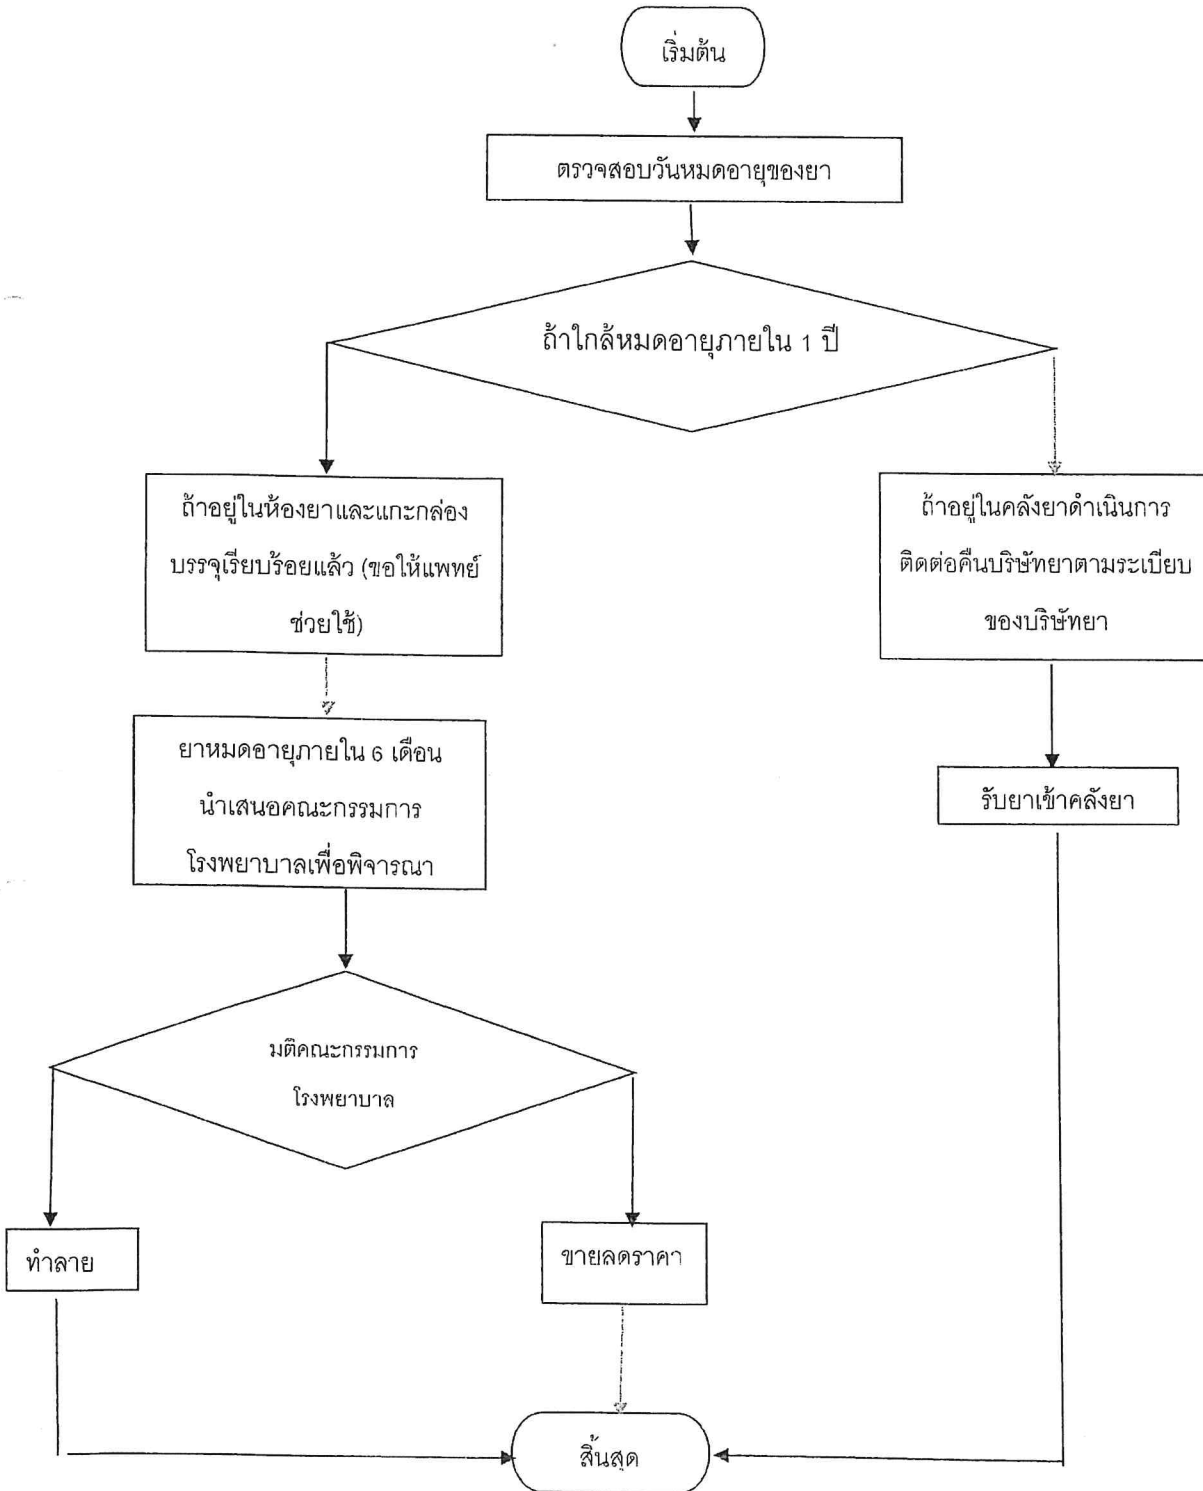 เริ่มต้น
ตรวจสอบวันหมดอายุของยา
ถ้าใกล้หมดอายุภายใน 1 ปี
ถ้าอยู่ในห้องยาและแกะกล่อง
บรรจุเรียบร้อยแล้ว (ขอให้แพทย์
ช่วยใช้)
ถ้าอยู่ในคลังยาดำเนินการ
ติดต่อคืนบริษัทยาตามระเบียบ
ของบริษัทยา
ยาหมดอายุภายใน 6 เดือน
นำเสนอคณะกรรมการ
โรงพยาบาลเพื่อพิจารณา
รับยาเข้าคลังยา
มติคณะกรรมการ
โรงพยาบาล
ทำลาย
ขายลดราคา
สิ้นสุด